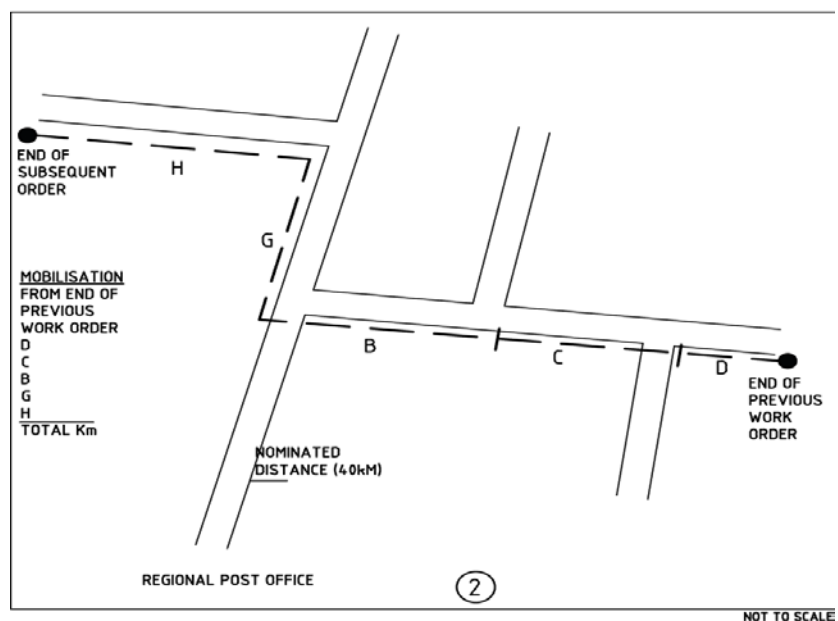 END OF
SUBSEQUENT
ORDER
H
G
MOBILISATION
FROM END OF
PREVIOUS
WORK ORDER
D
C
B
G
H
TOTAL Km
B
C
D
END OF
PREVIOUS
WORK
ORDER
NOMINATED
DISTANCE (40kM)
REGIONAL POST OFFICE
2
NOT TO SCALE